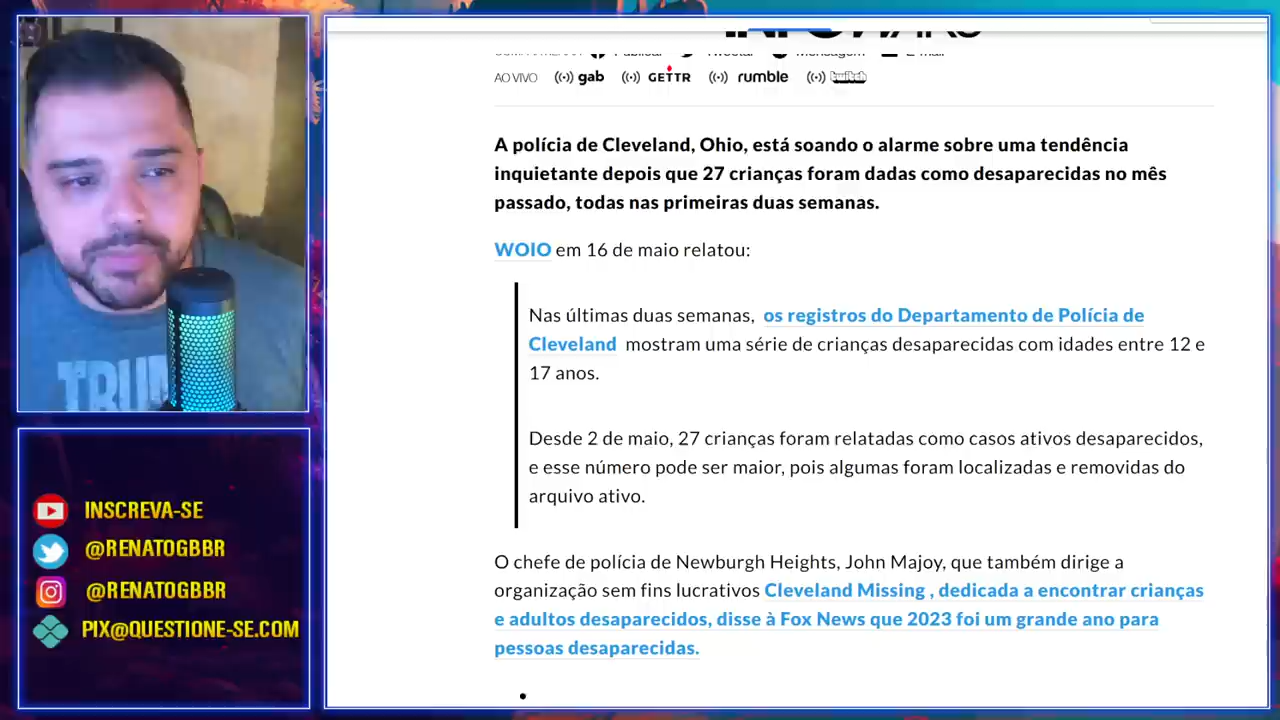 AO VIVO gab GETTR rumble twitch
A polícia de Cleveland, Ohio, está soando o alarme sobre uma tendência
inquietante depois que 27 crianças foram dadas como desaparecidas no mês
passado, todas nas primeiras duas semanas.
WOIO em 16 de maio relatou:
Nas últimas duas semanas, os registros do Departamento de Polícia de
Cleveland mostram uma série de crianças desaparecidas com idades entre 12 e
17 anos.
Desde 2 de maio, 27 crianças foram relatadas como casos ativos desaparecidos,
e esse número pode ser maior, pois algumas foram localizadas e removidas do
arquivo ativo.
O chefe de polícia de Newburgh Heights, John Majoy, que também dirige a
organização sem fins lucrativos Cleveland Missing , dedicada a encontrar crianças
e adultos desaparecidos, disse à Fox News que 2023 foi um grande ano para
pessoas desaparecidas.
TRUM
INSCREVA-SE
@RENATOGBBR
@RENATOGBBR
PIX@QUESTIONE-SE.COM